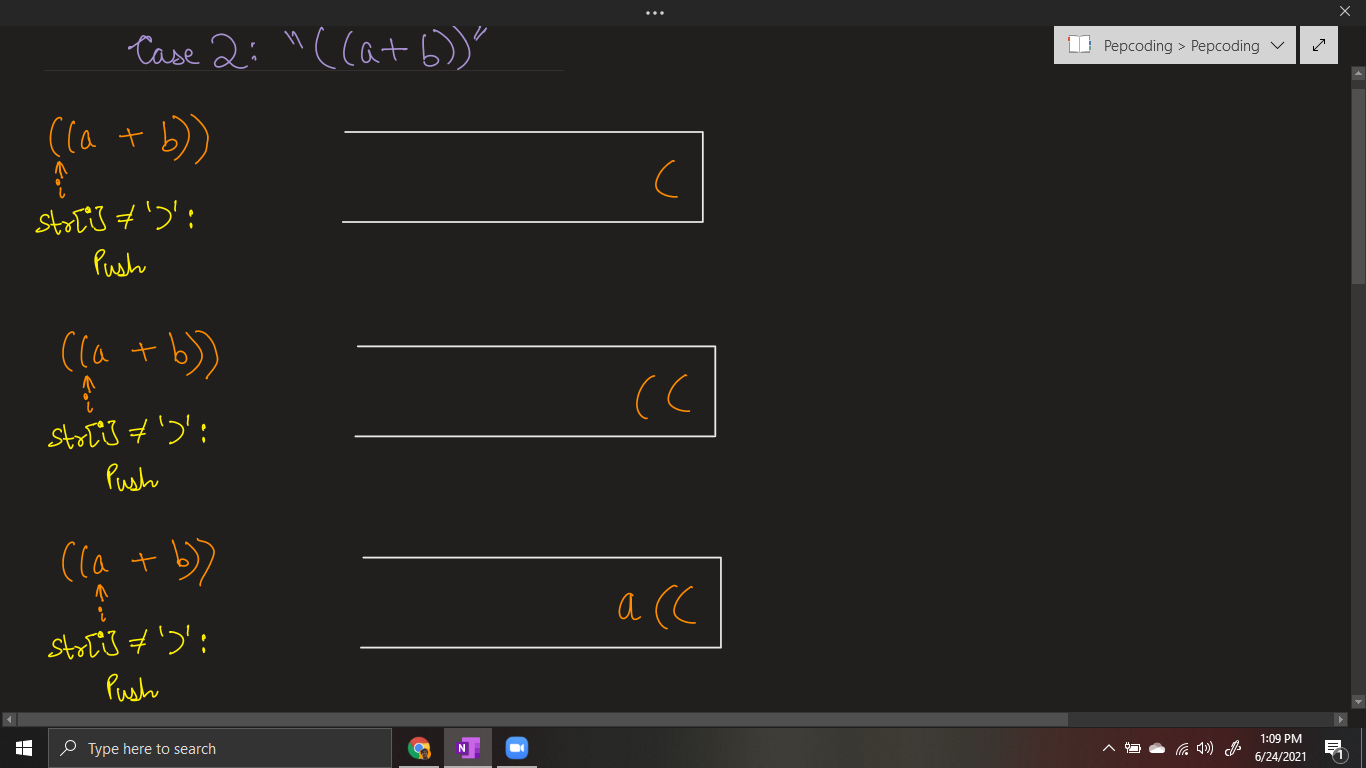 Case 2: "((a+b))"
Pepcoding > Pepcoding
((a + b))
(
i
str[i] ≠ ')':
Push
((a + b))
( (
i
str[i] ≠ ')':
Push
((a + b))
a ( (
i
str[i] ≠ ')':
Push
Type here to search
1:09 PM
6/24/2021
1